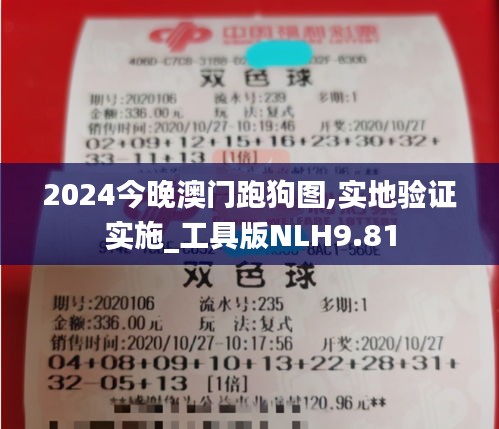 中国福利彩票
双色球
期号:2020106 流水号:239 多期:1
金额:336.00元 玩 法:复式
销售时间:2020/10/27-10:19:46 开奖:2020/10/27
02+09+12+15+16+23+30+32+
33-11+13 [1倍]
2024今晚澳门跑狗图,实地验证
实施_工具版NLH9.81
双色球
期号:2020106 流水号:235 多期:1
金额:336.00元 玩 法:复式
销售时间:2020/10/27-10:17:56 开奖:2020/10/27
04+08+09+10+13+22+28+31+
32-05+13 [1倍]
120.96元**